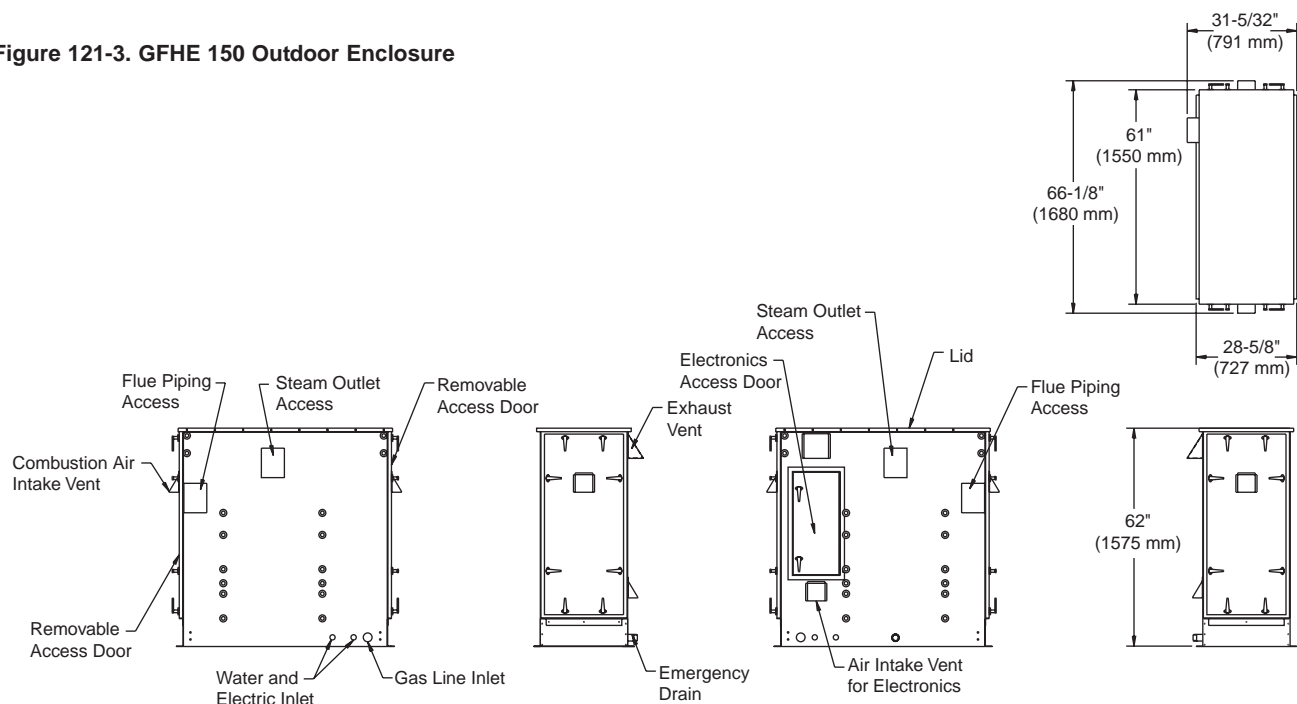 Figure 121-3. GFHE 150 Outdoor Enclosure
31-5/32"
(791 mm)
61"
(1550 mm)
66-1/8"
(1680 mm)
28-5/8"
(727 mm)
Flue Piping
Access
Steam Outlet
Access
Removable
Access Door
Combustion Air
Intake Vent
Removable
Access Door
Water and
Electric Inlet
Gas Line Inlet
Exhaust
Vent
Emergency
Drain
Steam Outlet
Access
Electronics
Access Door
Lid
Flue Piping
Access
Air Intake Vent
for Electronics
62"
(1575 mm)